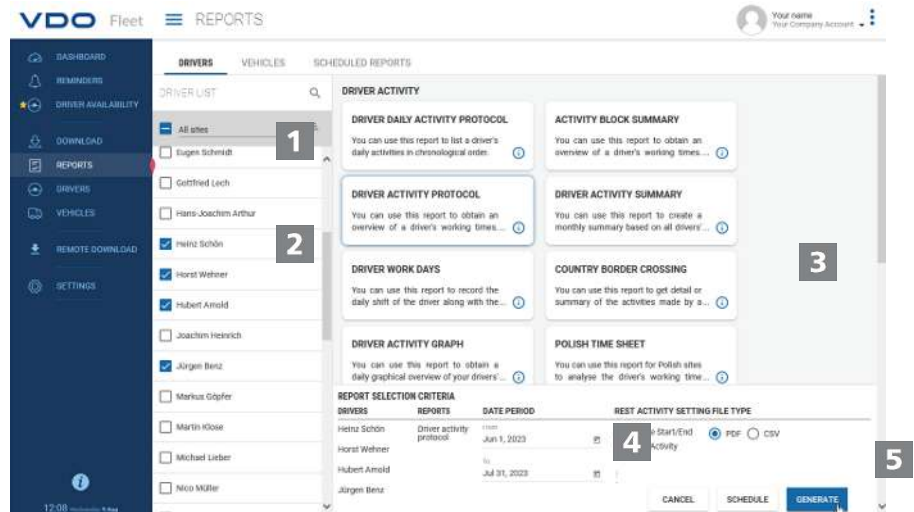 VDO Fleet
REPORTS
Your name
Your Company Account
DASHBOARD
REMINDERS
DRIVER AVAILABILITY
DOWNLOAD
REPORTS
DRIVERS
VEHICLES
REMOTE DOWNLOAD
SETTINGS
12:08
DRIVERS VEHICLES SCHEDULED REPORTS
DRIVER LIST
All sites
1
Eugen Schmidt
Gottfried Lech
Hans-Joachim Arthur
Heinz Schön
2
Horst Wehner
Hubert Arnold
Joachim Heinrich
Jürgen Benz
Markus Göpfer
Martin Klose
Michael Lieber
Nico Müller
DRIVER ACTIVITY
DRIVER DAILY ACTIVITY PROTOCOL
You can use this report to list a driver's
daily activities in chronological order.
ACTIVITY BLOCK SUMMARY
You can use this report to obtain an
overview of a driver's working times....
DRIVER ACTIVITY PROTOCOL
You can use this report to obtain an
overview of a driver's working times....
DRIVER ACTIVITY SUMMARY
You can use this report to create a
monthly summary based on all drivers'...
3
DRIVER WORK DAYS
You can use this report to record the
daily shift of the driver along with the...
COUNTRY BORDER CROSSING
You can use this report to get detail or
summary of the activities made by a...
DRIVER ACTIVITY GRAPH
You can use this report to obtain a
daily graphical overview of your drivers'...
POLISH TIME SHEET
You can use this report for Polish sites
to analyse the driver's working time...
REPORT SELECTION CRITERIA
DRIVERS REPORTS DATE PERIOD REST ACTIVITY SETTING FILE TYPE
Heinz Schön
Horst Wehner
Hubert Arnold
Jürgen Benz
Driver activity
protocol
From
Jun 1, 2023
To
Jul 31, 2023
4
Start/End
Activity
PDF CSV
5
CANCEL SCHEDULE GENERATE